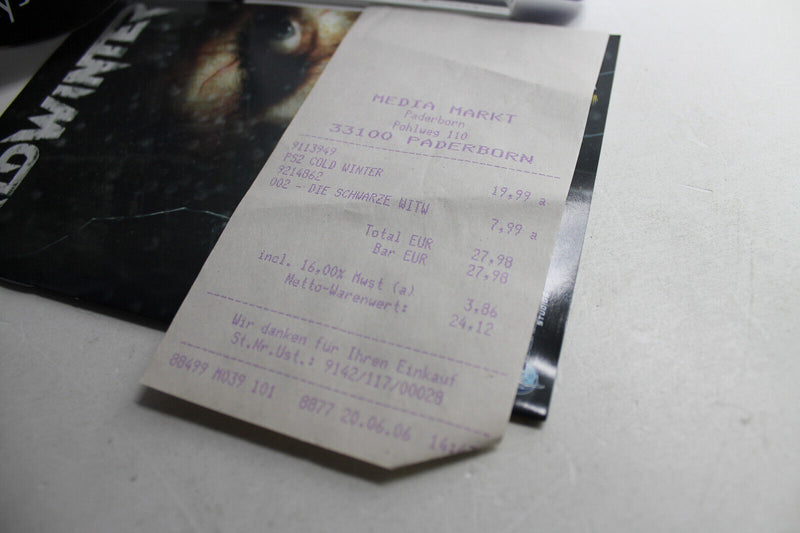 DWINTER
MEDIA MARKT
Paderborn
Pohlweg 110
33100 PADERBORN
9113949
PS2 COLD WINTER 19,99 a
9214862
002 - DIE SCHWARZE WITW 7,99 a
Total EUR 27,98
Bar EUR 27,98
incl. 16,00% Mwst (a) 3,86
Netto-Warenwert: 24,12
Wir danken für Ihren Einkauf
St.Nr.Ust.: 9142/117/00028
88499 M039 101 8877 20.06.06